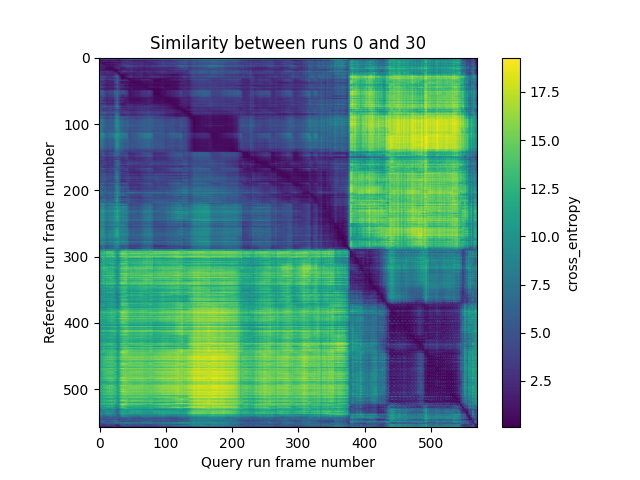 Similarity between runs 0 and 30
0
100
200
300
400
500
Reference run frame number
0 100 200 300 400 500
Query run frame number
17.5
15.0
12.5
10.0
7.5
5.0
2.5
cross_entropy